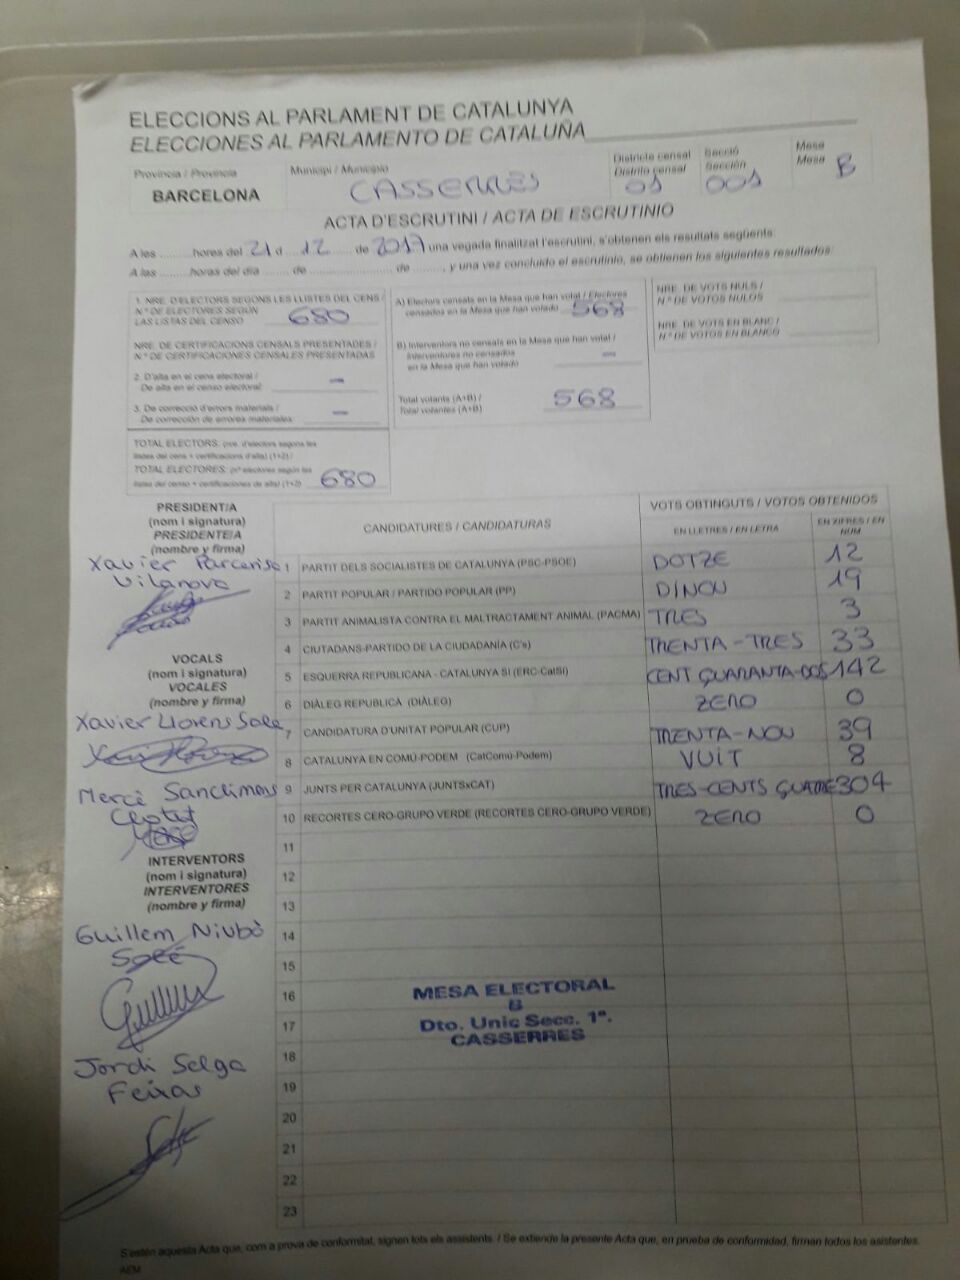 ELECCIONS AL PARLAMENT DE CATALUNYA
ELECCIONES AL PARLAMENTO DE CATALUÑA
Província / Provincia
BARCELONA
Municipi / Municipio
CASSERRES
Districte censal
Distrito censal
01
Secció
Sección
001
Mesa
Mesa
B
ACTA D'ESCRUTINI / ACTA DE ESCRUTINIO
A les .......... hores del 21 d ... 12 ... de 2017 una vegada finalitzat l'escrutini, s'obtenen els resultats següents:
A las .......... horas del día ...... de ...................... de ........, y una vez concluido el escrutinio, se obtienen los siguientes resultados:
1. NRE. D'ELECTORS SEGONS LES LLISTES DEL CENS /
N.º DE ELECTORES SEGÚN
LAS LISTAS DEL CENSO
680
NRE. DE CERTIFICACIONS CENSALS PRESENTADES /
N.º DE CERTIFICACIONES CENSALES PRESENTADAS
2. D'alta en el cens electoral /
De alta en el censo electoral:
-
3. De correcció d'errors materials /
De corrección de errores materiales:
-
TOTAL ELECTORS: (nre. d'electors segons les
llistes del cens + certificacions d'alta) (1+2) /
TOTAL ELECTORES: (nº electores según las
listas del censo + certificaciones de alta) (1+2)
680
A) Electors censats en la Mesa que han votat / Electores
censados en la Mesa que han votado
568
B) Interventors no censats en la Mesa que han votat /
Interventores no censados
en la Mesa que han votado
-
Total votants (A+B) /
Total votantes (A+B)
568
NRE. DE VOTS NULS /
N.º DE VOTOS NULOS
NRE. DE VOTS EN BLANC /
N.º DE VOTOS EN BLANCO
PRESIDENT/A
(nom i signatura)
PRESIDENTE/A
(nombre y firma)
Xavier Parcerisa
Vilanova
VOCALS
(nom i signatura)
VOCALES
(nombre y firma)
Xavier Llorens Solé
Mercè Sanclimens
INTERVENTORS
(nom i signatura)
INTERVENTORES
(nombre y firma)
Guillem Niubò
Solé
Jordi Selga
Feixas
CANDIDATURES / CANDIDATURAS
VOTS OBTINGUTS / VOTOS OBTENIDOS
EN LLETRES / EN LETRA
EN XIFRES / EN NÚM
1 PARTIT DELS SOCIALISTES DE CATALUNYA (PSC-PSOE) DOTZE 12
2 PARTIT POPULAR / PARTIDO POPULAR (PP) DINOU 19
3 PARTIT ANIMALISTA CONTRA EL MALTRACTAMENT ANIMAL (PACMA) TRES 3
4 CIUTADANS-PARTIDO DE LA CIUDADANÍA (C's) TRENTA-TRES 33
5 ESQUERRA REPUBLICANA - CATALUNYA SÍ (ERC-CatSí) CENT QUARANTA-DOS 142
6 DIÀLEG REPUBLICÀ (DIÀLEG) ZERO 0
7 CANDIDATURA D'UNITAT POPULAR (CUP) TRENTA-NOU 39
8 CATALUNYA EN COMÚ-PODEM (CatComú-Podem) VUIT 8
9 JUNTS PER CATALUNYA (JUNTSxCAT) TRES-CENTS QUATRE 304
10 RECORTES CERO-GRUPO VERDE (RECORTES CERO-GRUPO VERDE) ZERO 0
11
12
13
14
15
16
17
18
19
20
21
22
23
MESA ELECTORAL
B
Dto. Unic Secc. 1ª.
CASSERRES
S'estén aquesta Acta que, com a prova de conformitat, signen tots els assistents. / Se extiende la presente Acta que, en prueba de conformidad, firman todos los asistentes.